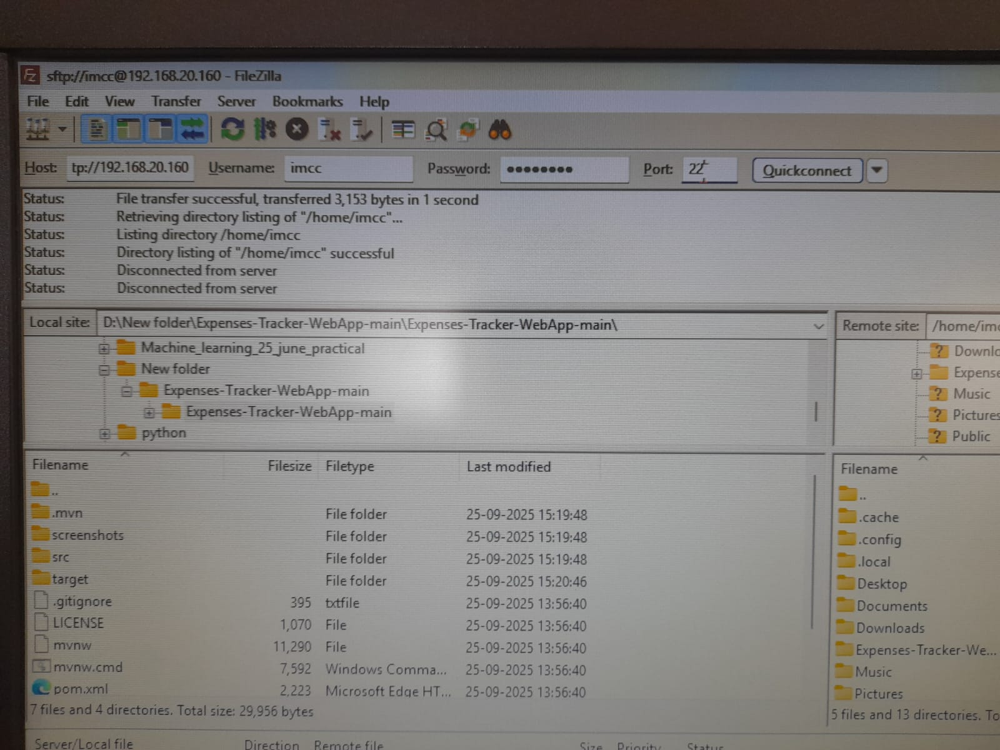 sftp://imcc@192.168.20.160 - FileZilla
File Edit View Transfer Server Bookmarks Help
Host: tp://192.168.20.160 Username: imcc Password: •••••••• Port: 22 Quickconnect
Status: File transfer successful, transferred 3,153 bytes in 1 second
Status: Retrieving directory listing of "/home/imcc"...
Status: Listing directory /home/imcc
Status: Directory listing of "/home/imcc" successful
Status: Disconnected from server
Status: Disconnected from server
Local site: D:\New folder\Expenses-Tracker-WebApp-main\Expenses-Tracker-WebApp-main\
Machine_learning_25_june_practical
New folder
Expenses-Tracker-WebApp-main
Expenses-Tracker-WebApp-main
python
Filename Filesize Filetype Last modified
..
.mvn File folder 25-09-2025 15:19:48
screenshots File folder 25-09-2025 15:19:48
src File folder 25-09-2025 15:19:48
target File folder 25-09-2025 15:20:46
.gitignore 395 txtfile 25-09-2025 13:56:40
LICENSE 1,070 File 25-09-2025 13:56:40
mvnw 11,290 File 25-09-2025 13:56:40
mvnw.cmd 7,592 Windows Comma... 25-09-2025 13:56:40
pom.xml 2,223 Microsoft Edge HT... 25-09-2025 13:56:40
7 files and 4 directories. Total size: 29,956 bytes
Remote site: /home/imc
Downlo
Expense
Music
Pictures
Public
Filename
..
.cache
.config
.local
Desktop
Documents
Downloads
Expenses-Tracker-We...
Music
Pictures
5 files and 13 directories. To
Server/Local file Direction Remote file Size Priority Status